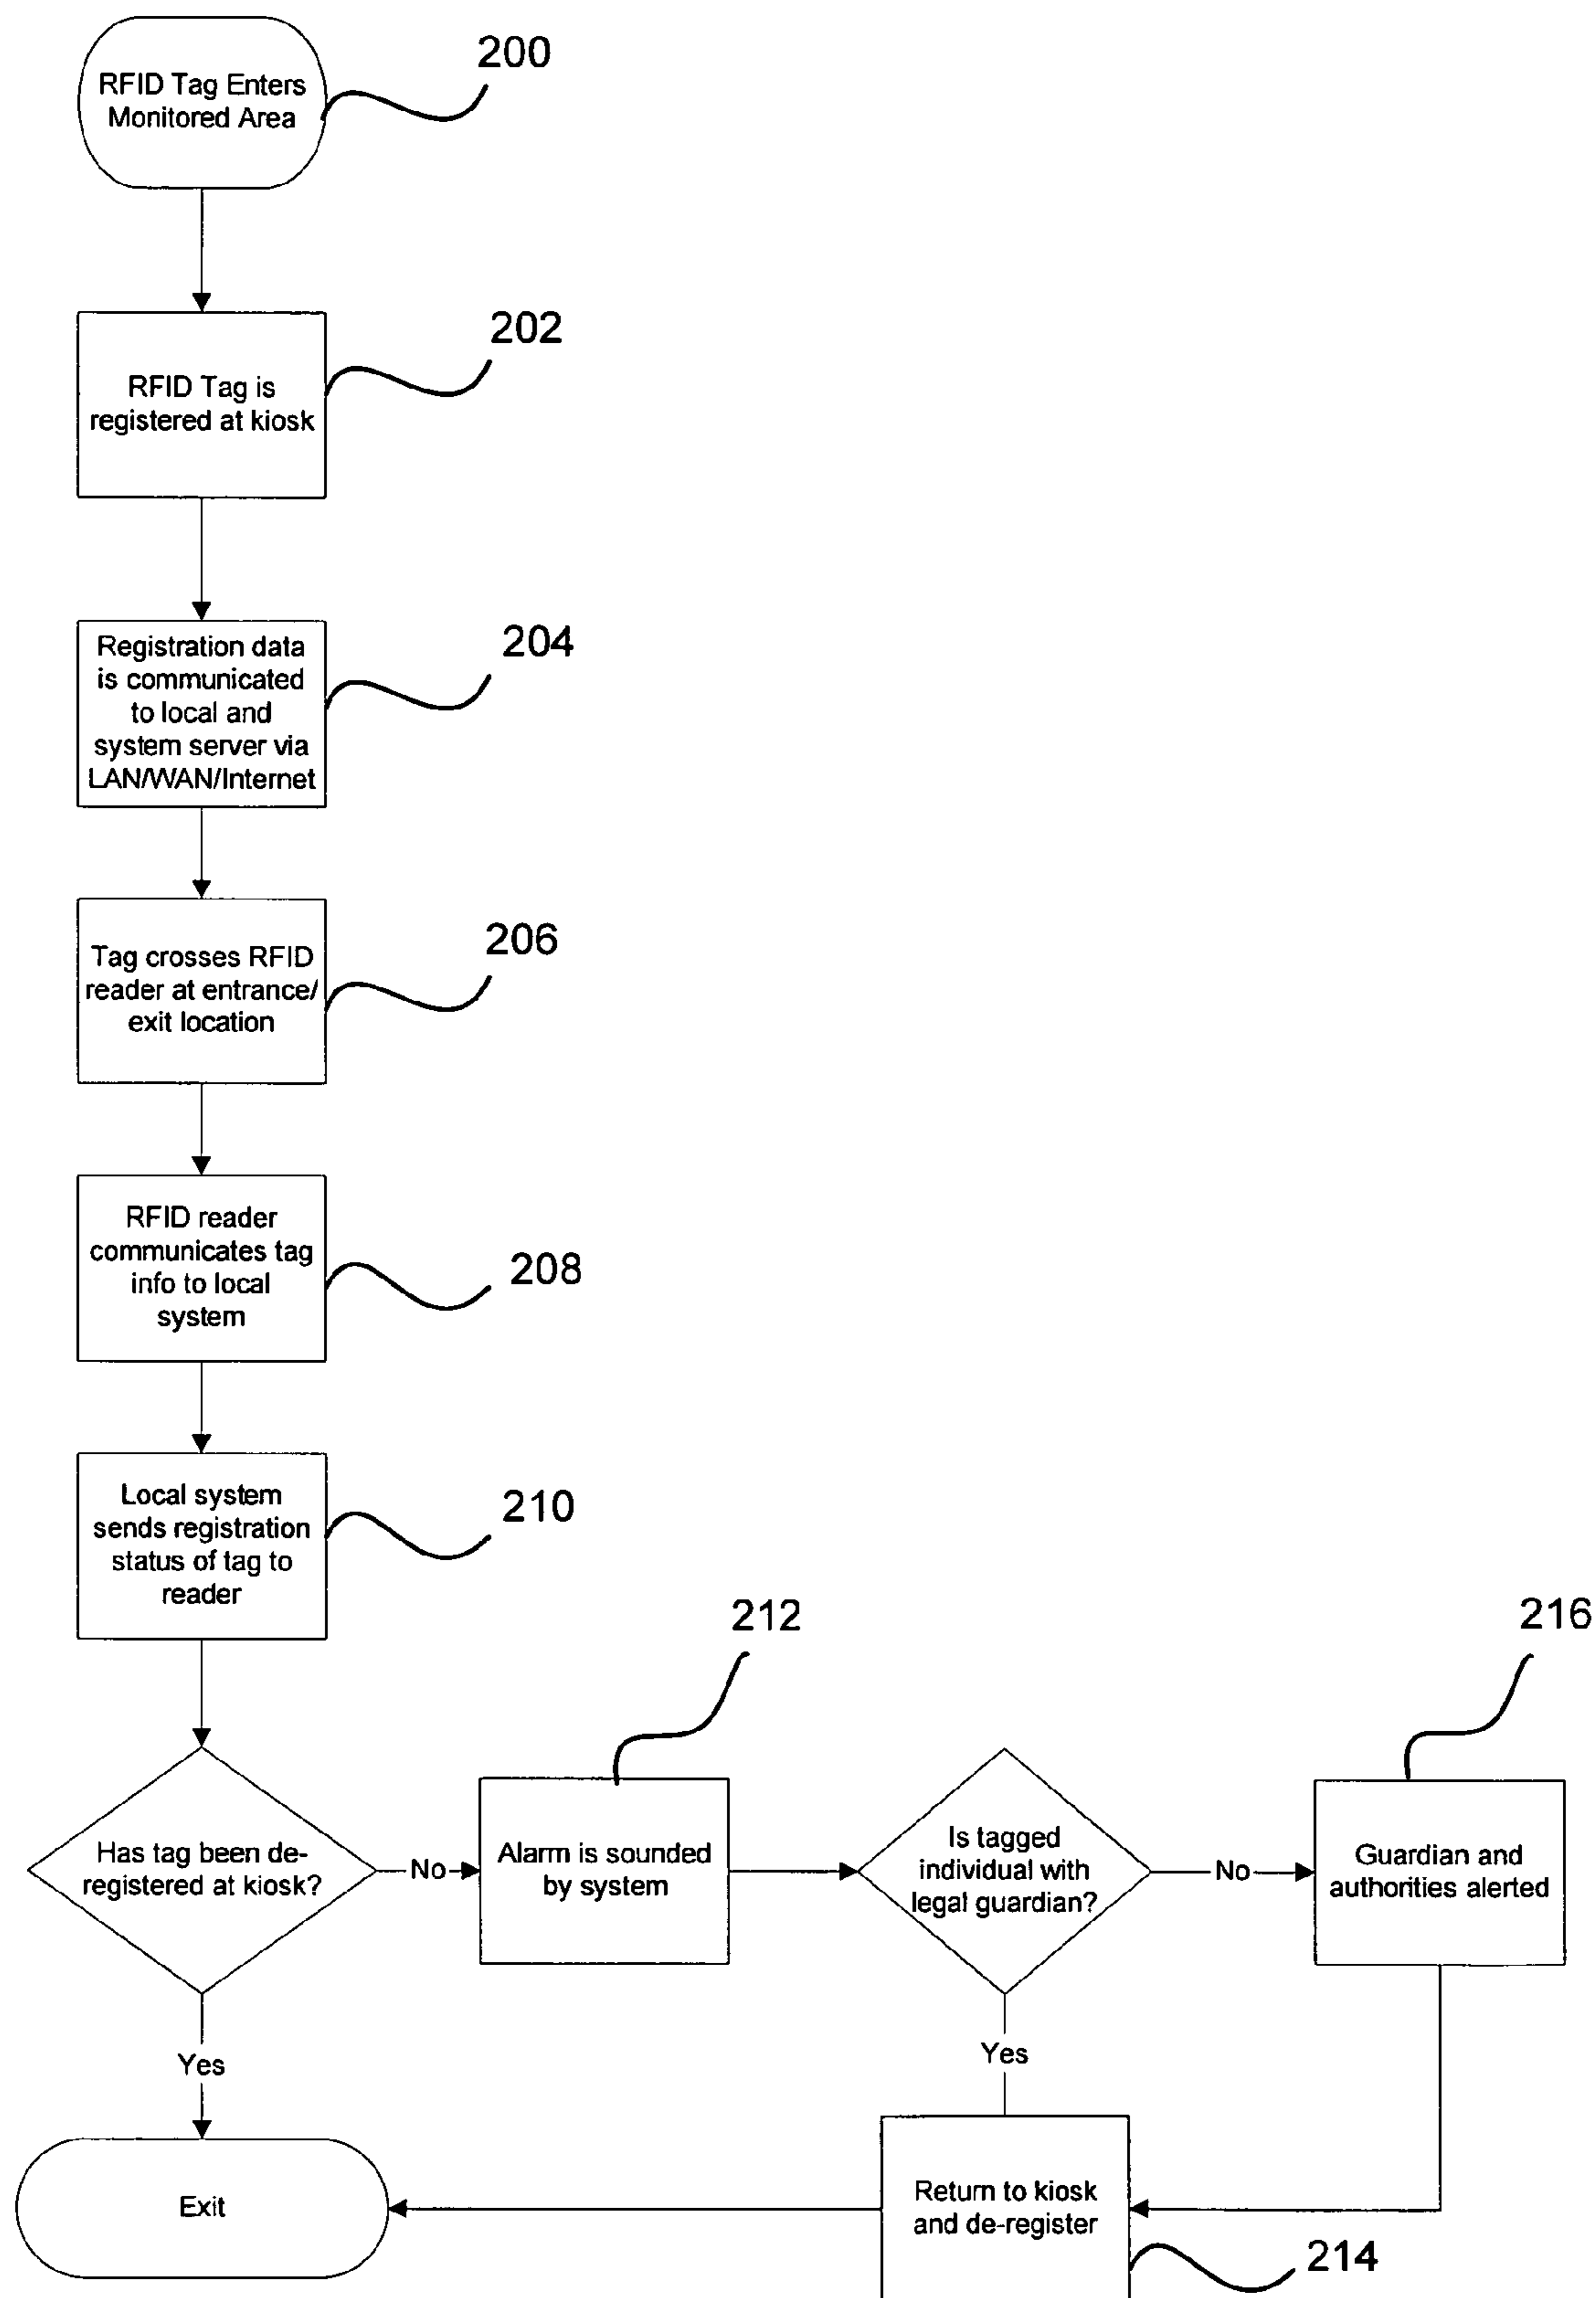 200
RFID Tag Enters
Monitored Area
202
RFID Tag is
registered at kiosk
204
Registration data
is communicated
to local and
system server via
LAN/WAN/Internet
206
Tag crosses RFID
reader at entrance/
exit location
208
RFID reader
communicates tag
info to local
system
210
Local system
sends registration
status of tag to
reader
212
216
Has tag been de-
registered at kiosk?
No
Alarm is sounded
by system
Is tagged
individual with
legal guardian?
No
Guardian and
authorities alerted
Yes
Yes
Exit
Return to kiosk
and de-register
214